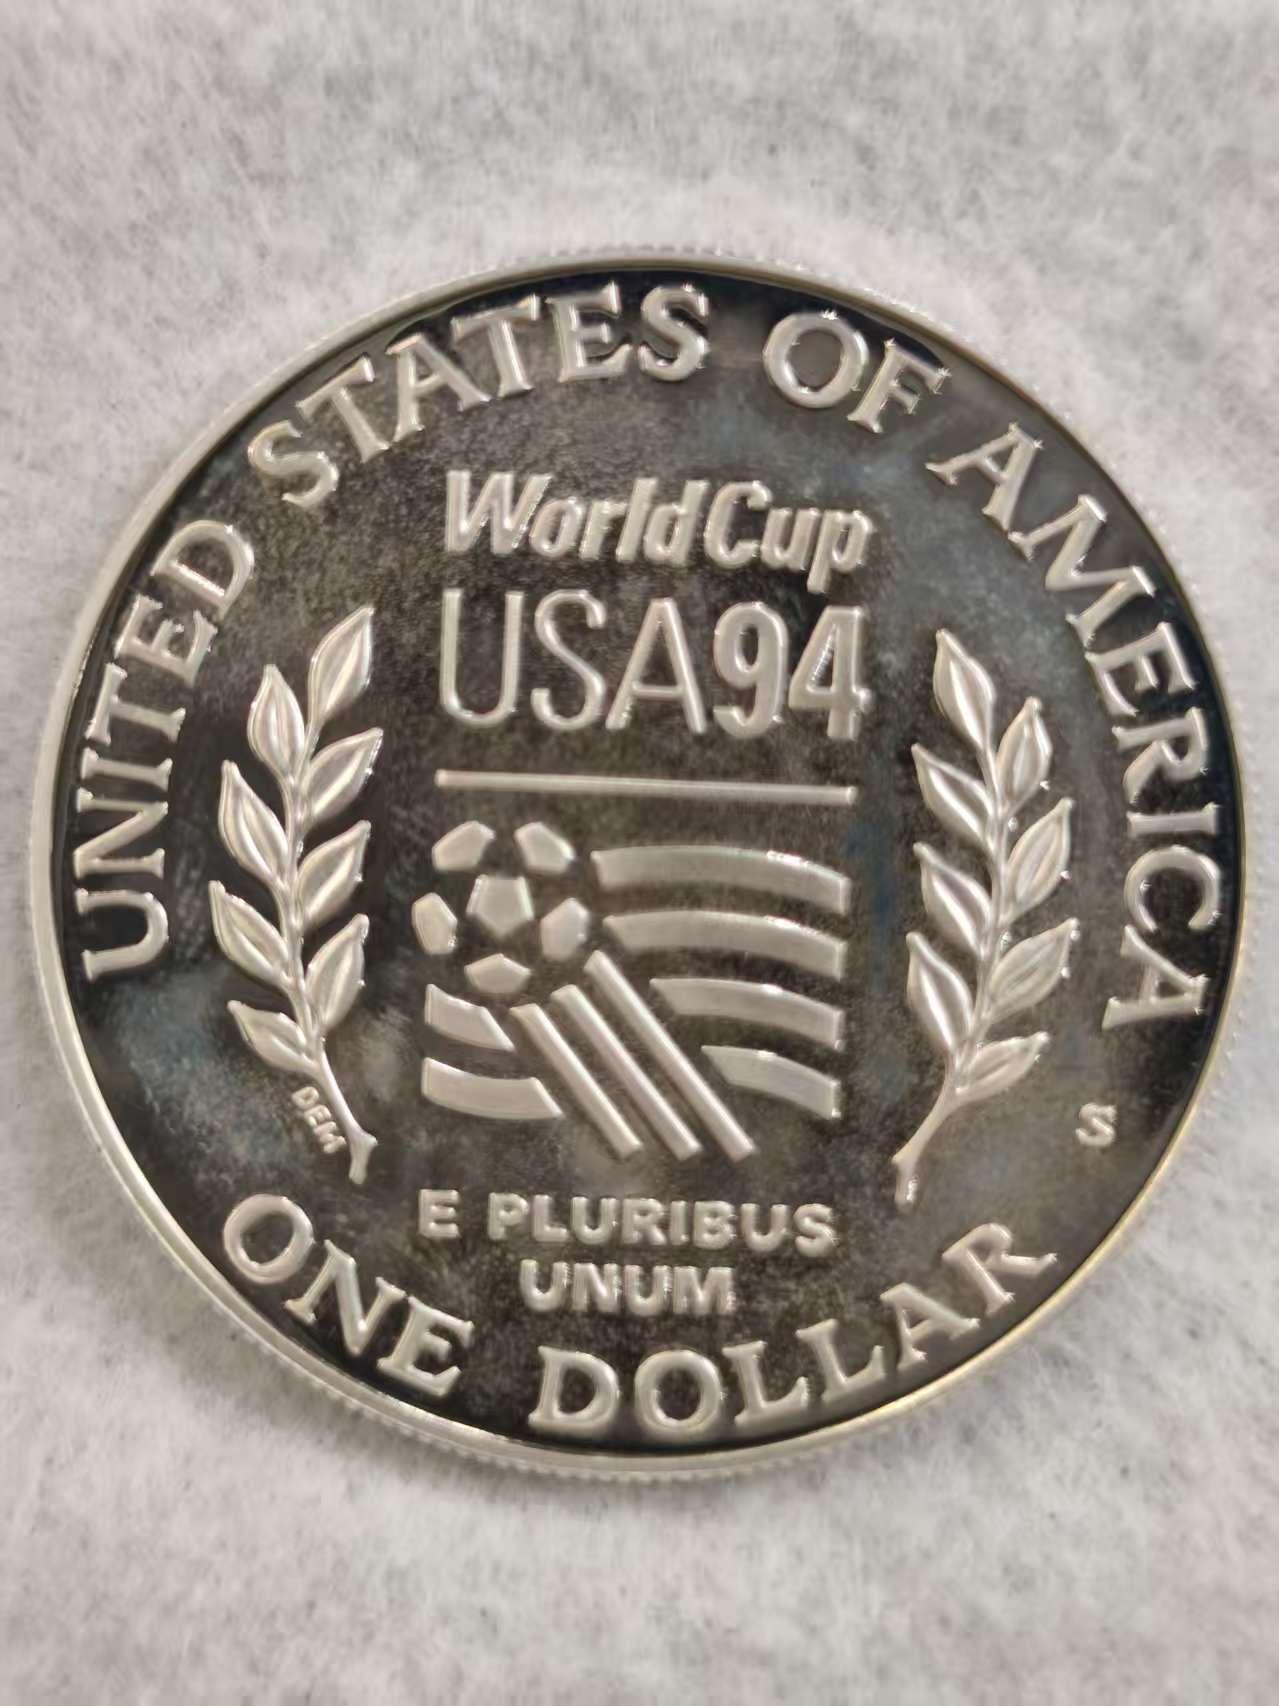 UNITED STATES OF AMERICA
WorldCup
USA94
DEM
S
E PLURIBUS
UNUM
ONE DOLLAR